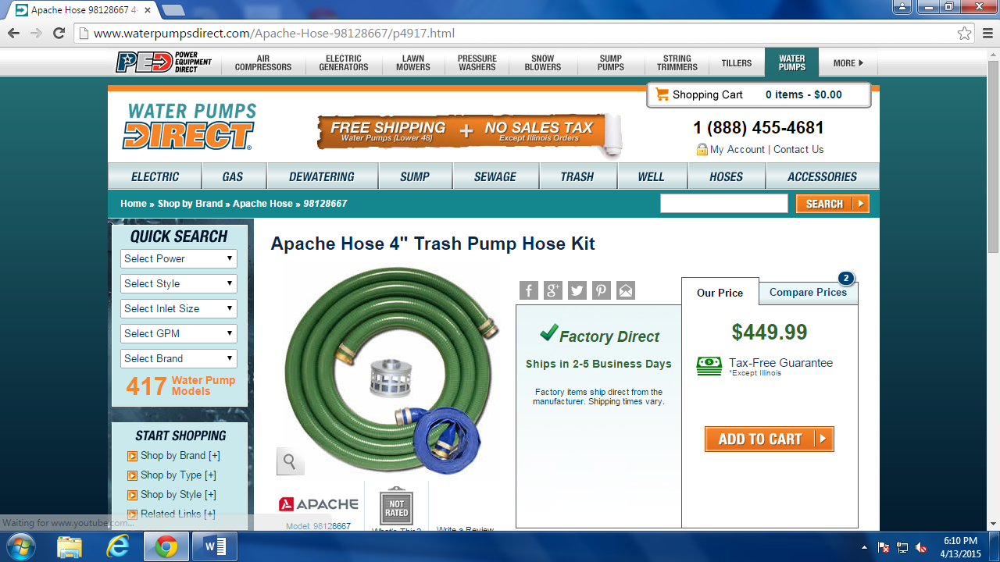 Apache Hose 98128667 4
www.waterpumpsdirect.com/Apache-Hose-98128667/p4917.html
PED POWER EQUIPMENT DIRECT
AIR COMPRESSORS
ELECTRIC GENERATORS
LAWN MOWERS
PRESSURE WASHERS
SNOW BLOWERS
SUMP PUMPS
STRING TRIMMERS
TILLERS
WATER PUMPS
MORE
Shopping Cart 0 items - $0.00
WATER PUMPS
DIRECT®
FREE SHIPPING + NO SALES TAX
Water Pumps (Lower 48) Except Illinois Orders
1 (888) 455-4681
My Account | Contact Us
ELECTRIC GAS DEWATERING SUMP SEWAGE TRASH WELL HOSES ACCESSORIES
Home » Shop by Brand » Apache Hose » 98128667
SEARCH
QUICK SEARCH
Select Power
Select Style
Select Inlet Size
Select GPM
Select Brand
417 Water Pump Models
START SHOPPING
Shop by Brand [+]
Shop by Type [+]
Shop by Style [+]
Related Links [+]
Apache Hose 4" Trash Pump Hose Kit
APACHE
Model: 98128667
NOT RATED
What's This?
Write a Review
Factory Direct
Ships in 2-5 Business Days
Factory items ship direct from the
manufacturer. Shipping times vary.
Our Price
Compare Prices
2
$449.99
Tax-Free Guarantee
*Except Illinois
ADD TO CART
Waiting for www.youtube.com...
6:10 PM
4/13/2015